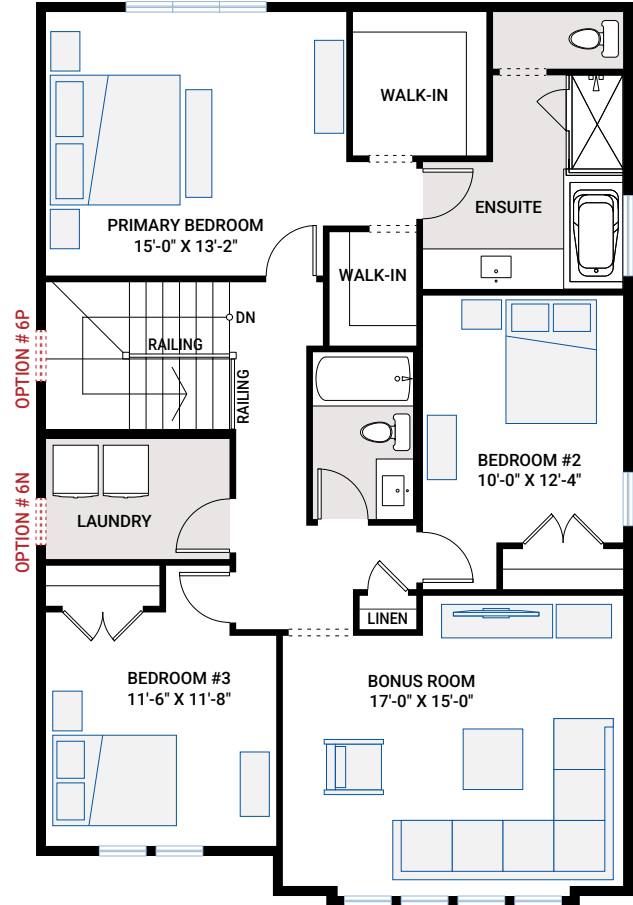 WALK-IN
ENSUITE
PRIMARY BEDROOM
15'-0" X 13'-2"
WALK-IN
OPTION # 6P
DN
RAILING
RAILING
BEDROOM #2
10'-0" X 12'-4"
OPTION # 6N
LAUNDRY
LINEN
BEDROOM #3
11'-6" X 11'-8"
BONUS ROOM
17'-0" X 15'-0"